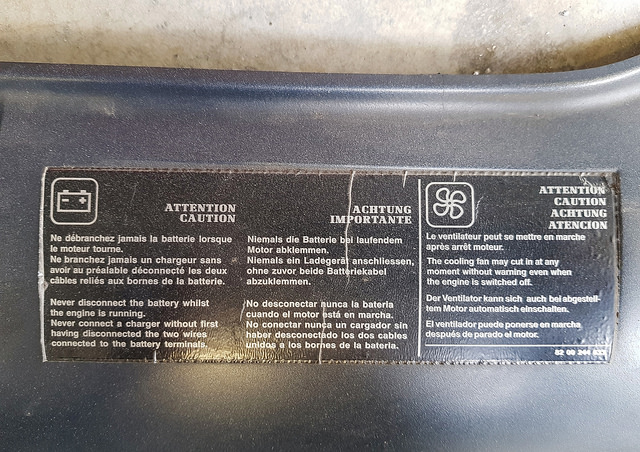 ATTENTION
CAUTION
Ne débranchez jamais la batterie lorsque
le moteur tourne.
Ne branchez jamais un chargeur sans
avoir au préalable déconnecté les deux
câbles reliés aux bornes de la batterie.
Never disconnect the battery whilst
the engine is running.
Never connect a charger without first
having disconnected the two wires
connected to the battery terminals.
ACHTUNG
IMPORTANTE
Niemals die Batterie bei laufendem
Motor abklemmen.
Niemals ein Ladegerät anschliessen,
ohne zuvor beide Batteriekabel
abzuklemmen.
No desconectar nunca la bateria
cuando el motor está en marcha.
No conectar nunca un cargador sin
haber desconectado los dos cables
unidos a los bornes de la bateria.
ATTENTION
CAUTION
ACHTUNG
ATENCION
Le ventilateur peut se mettre en marche
après arrêt moteur.
The cooling fan may cut in at any
moment without warning even when
the engine is switched off.
Der Ventilator kann sich auch bei abgestell-
tem Motor automatisch einschalten.
El ventilador puede ponerse en marcha
después de parado el motor.
82 00 244